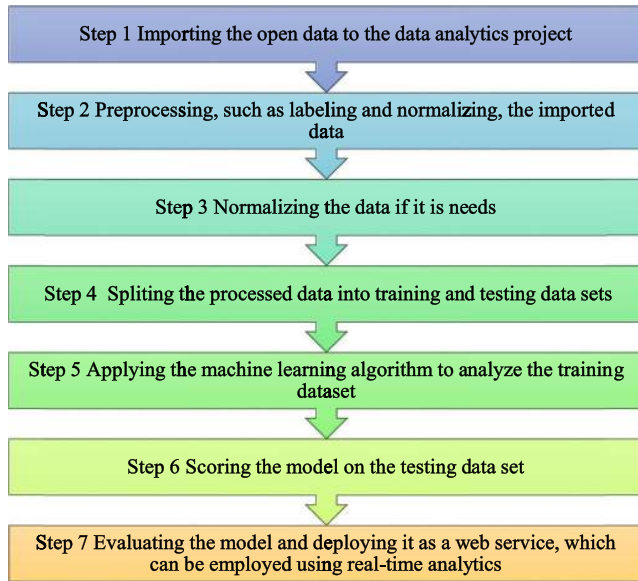 Step 1 Importing the open data to the data analytics project
Step 2 Preprocessing, such as labeling and normalizing, the imported
data
Step 3 Normalizing the data if it is needs
Step 4 Spliting the processed data into training and testing data sets
Step 5 Applying the machine learning algorithm to analyze the training
dataset
Step 6 Scoring the model on the testing data set
Step 7 Evaluating the model and deploying it as a web service, which
can be employed using real-time analytics